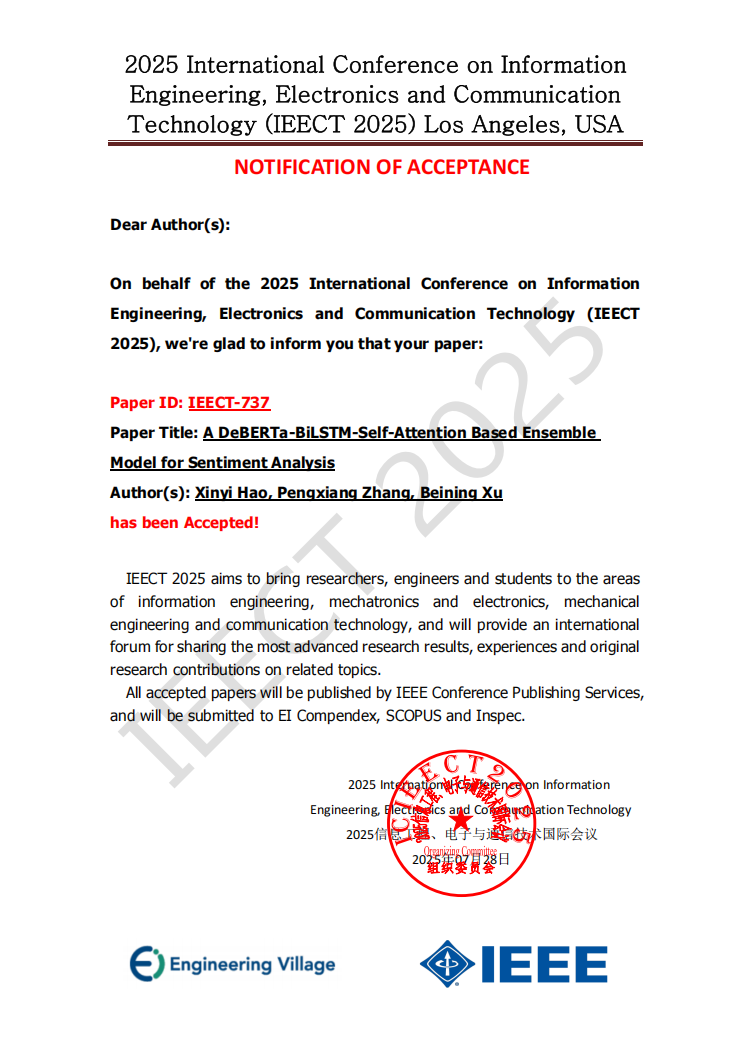 2025 International Conference on Information
Engineering, Electronics and Communication
Technology (IEECT 2025) Los Angeles, USA
NOTIFICATION OF ACCEPTANCE
Dear Author(s):
On behalf of the 2025 International Conference on Information
Engineering, Electronics and Communication Technology (IEECT
2025), we're glad to inform you that your paper:
Paper ID: IEECT-737
Paper Title: A DeBERTa-BiLSTM-Self-Attention Based Ensemble
Model for Sentiment Analysis
Author(s): Xinyi Hao, Pengxiang Zhang, Beining Xu
has been Accepted!
IEECT 2025 aims to bring researchers, engineers and students to the areas
of information engineering, mechatronics and electronics, mechanical
engineering and communication technology, and will provide an international
forum for sharing the most advanced research results, experiences and original
research contributions on related topics.
All accepted papers will be published by IEEE Conference Publishing Services,
and will be submitted to EI Compendex, SCOPUS and Inspec.
IEECT 2025
2025 International Conference on Information
Engineering, Electronics and Communication Technology
2025信息工程、电子与通信技术国际会议
2025年07月28日
Organizing Committee
组织委员会
Engineering Village
IEEE